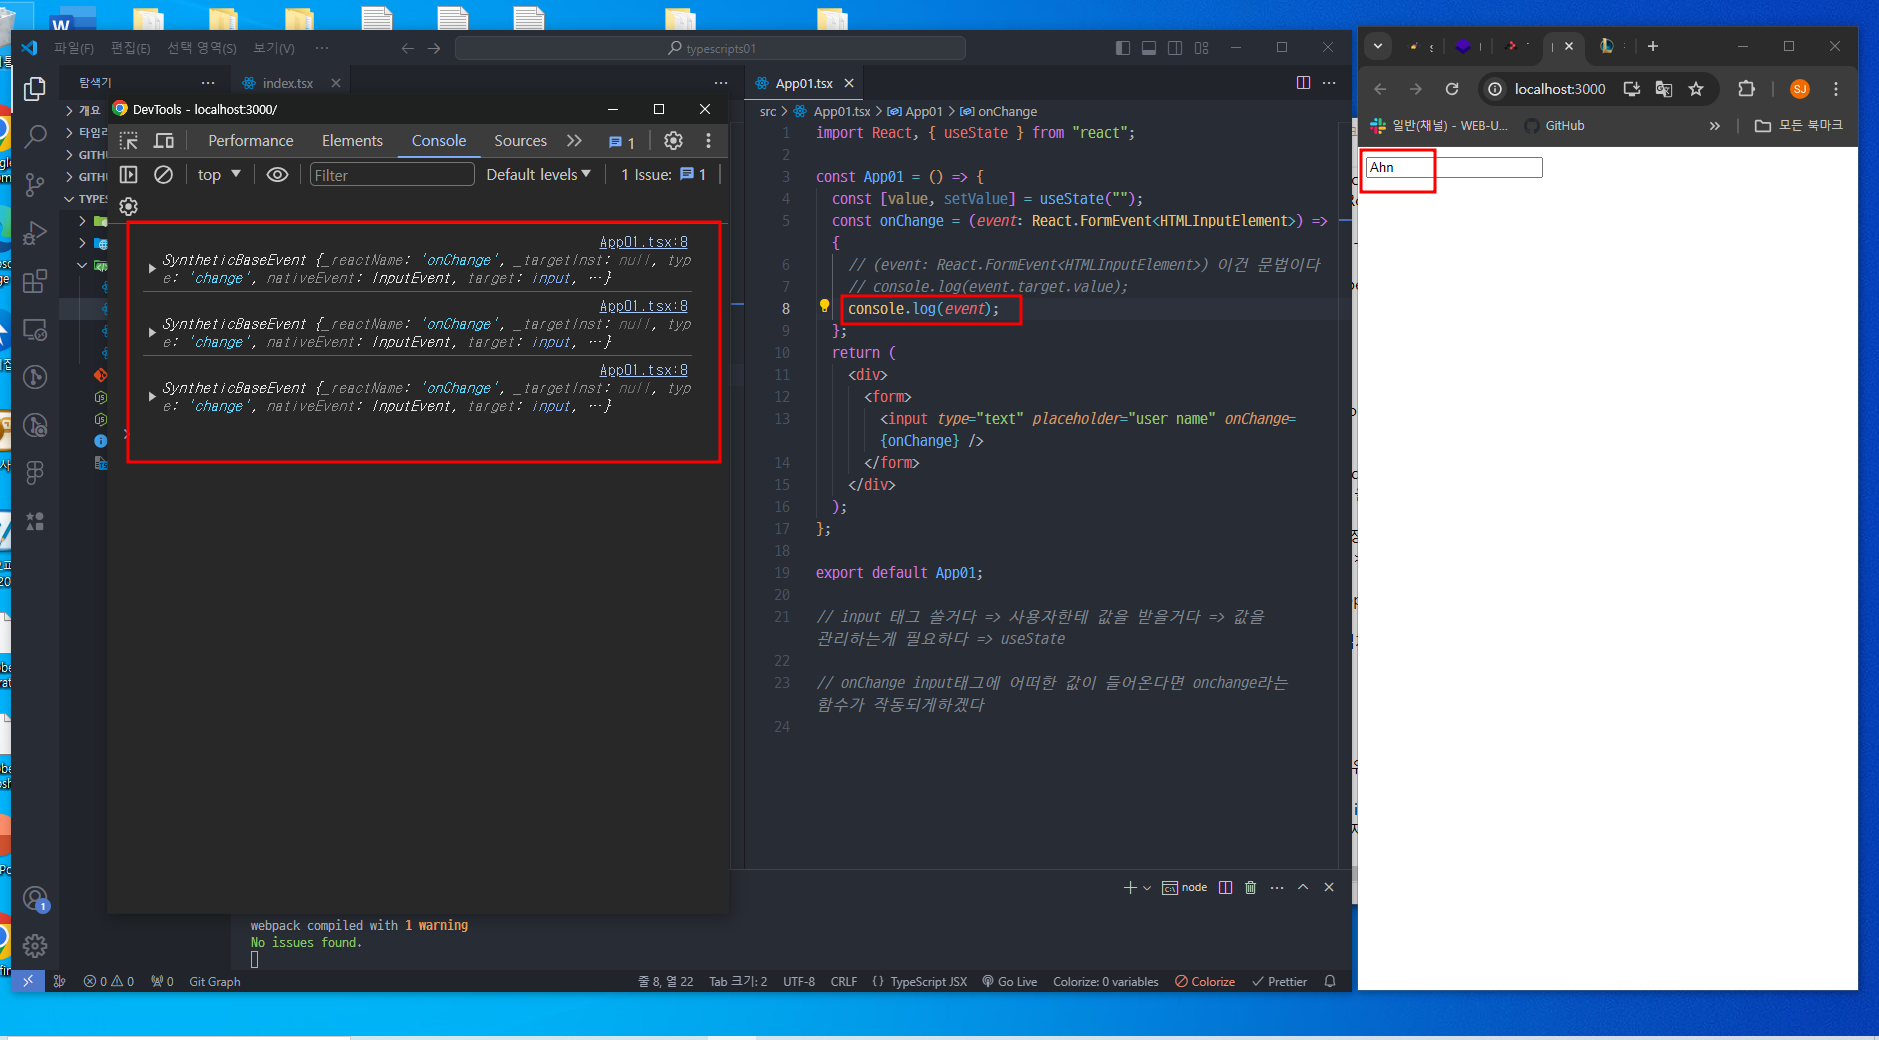 파일(F) 편집(E) 선택 영역(S) 보기(V) ··· typescripts01
탐색기 ··· index.tsx ··· App01.tsx ···
개요
타임라
GITHU
GITHU
TYPES
DevTools - localhost:3000/
Performance Elements Console Sources 1
top Filter Default levels 1 Issue: 1
App01.tsx:8
SyntheticBaseEvent {_reactName: 'onChange', _targetInst: null, typ
e: 'change', nativeEvent: InputEvent, target: input, …}
App01.tsx:8
SyntheticBaseEvent {_reactName: 'onChange', _targetInst: null, typ
e: 'change', nativeEvent: InputEvent, target: input, …}
App01.tsx:8
SyntheticBaseEvent {_reactName: 'onChange', _targetInst: null, typ
e: 'change', nativeEvent: InputEvent, target: input, …}
src > App01.tsx > App01 > onChange
1 import React, { useState } from "react";
2
3 const App01 = () => {
4 const [value, setValue] = useState("");
5 const onChange = (event: React.FormEvent<HTMLInputElement>) =>
{
6 // (event: React.FormEvent<HTMLInputElement>) 이건 문법이다
7 // console.log(event.target.value);
8 console.log(event);
9 };
10 return (
11 <div>
12 <form>
13 <input type="text" placeholder="user name" onChange=
{onChange} />
14 </form>
15 </div>
16 );
17 };
18
19 export default App01;
20
21 // input 태그 쓸거다 => 사용자한테 값을 받을거다 => 값을
관리하는게 필요하다 => useState
22
23 // onChange input태그에 어떠한 값이 들어온다면 onchange라는
함수가 작동되게하겠다
24
node
webpack compiled with 1 warning
No issues found.
0 0 0 Git Graph 줄 8, 열 22 Tab 크기: 2 UTF-8 CRLF {} TypeScript JSX Go Live Colorize: 0 variables Colorize Prettier
localhost:3000 SJ
일반(채널) - WEB-U... GitHub 모든 북마크
Ahn